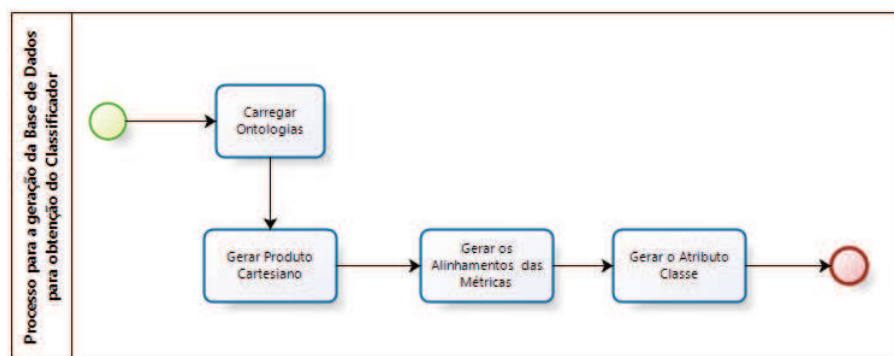 Processo para a geração da Base de Dados
para obtenção do Classificador
Carregar
Ontologias
Gerar Produto
Cartesiano
Gerar os
Alinhamentos das
Métricas
Gerar o Atributo
Classe